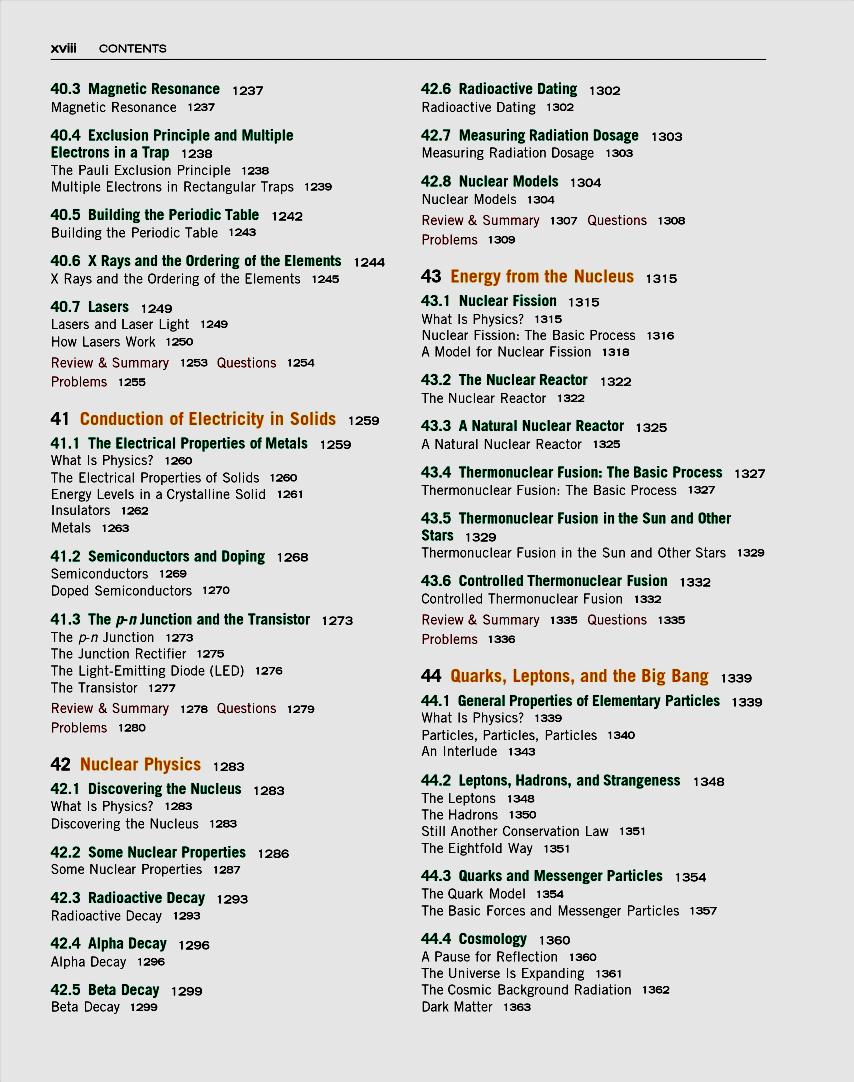 xviii CONTENTS
40.3 Magnetic Resonance 1237
Magnetic Resonance 1237
40.4 Exclusion Principle and Multiple
Electrons in a Trap 1238
The Pauli Exclusion Principle 1238
Multiple Electrons in Rectangular Traps 1239
40.5 Building the Periodic Table 1242
Building the Periodic Table 1243
40.6 X Rays and the Ordering of the Elements 1244
X Rays and the Ordering of the Elements 1245
40.7 Lasers 1249
Lasers and Laser Light 1249
How Lasers Work 1250
Review & Summary 1253 Questions 1254
Problems 1255
41 Conduction of Electricity in Solids 1259
41.1 The Electrical Properties of Metals 1259
What Is Physics? 1260
The Electrical Properties of Solids 1260
Energy Levels in a Crystalline Solid 1261
Insulators 1262
Metals 1263
41.2 Semiconductors and Doping 1268
Semiconductors 1269
Doped Semiconductors 1270
41.3 The p-n Junction and the Transistor 1273
The p-n Junction 1273
The Junction Rectifier 1275
The Light-Emitting Diode (LED) 1276
The Transistor 1277
Review & Summary 1278 Questions 1279
Problems 1280
42 Nuclear Physics 1283
42.1 Discovering the Nucleus 1283
What Is Physics? 1283
Discovering the Nucleus 1283
42.2 Some Nuclear Properties 1286
Some Nuclear Properties 1287
42.3 Radioactive Decay 1293
Radioactive Decay 1293
42.4 Alpha Decay 1296
Alpha Decay 1296
42.5 Beta Decay 1299
Beta Decay 1299
42.6 Radioactive Dating 1302
Radioactive Dating 1302
42.7 Measuring Radiation Dosage 1303
Measuring Radiation Dosage 1303
42.8 Nuclear Models 1304
Nuclear Models 1304
Review & Summary 1307 Questions 1308
Problems 1309
43 Energy from the Nucleus 1315
43.1 Nuclear Fission 1315
What Is Physics? 1315
Nuclear Fission: The Basic Process 1316
A Model for Nuclear Fission 1318
43.2 The Nuclear Reactor 1322
The Nuclear Reactor 1322
43.3 A Natural Nuclear Reactor 1325
A Natural Nuclear Reactor 1325
43.4 Thermonuclear Fusion: The Basic Process 1327
Thermonuclear Fusion: The Basic Process 1327
43.5 Thermonuclear Fusion in the Sun and Other
Stars 1329
Thermonuclear Fusion in the Sun and Other Stars 1329
43.6 Controlled Thermonuclear Fusion 1332
Controlled Thermonuclear Fusion 1332
Review & Summary 1335 Questions 1335
Problems 1336
44 Quarks, Leptons, and the Big Bang 1339
44.1 General Properties of Elementary Particles 1339
What Is Physics? 1339
Particles, Particles, Particles 1340
An Interlude 1343
44.2 Leptons, Hadrons, and Strangeness 1348
The Leptons 1348
The Hadrons 1350
Still Another Conservation Law 1351
The Eightfold Way 1351
44.3 Quarks and Messenger Particles 1354
The Quark Model 1354
The Basic Forces and Messenger Particles 1357
44.4 Cosmology 1360
A Pause for Reflection 1360
The Universe Is Expanding 1361
The Cosmic Background Radiation 1362
Dark Matter 1363